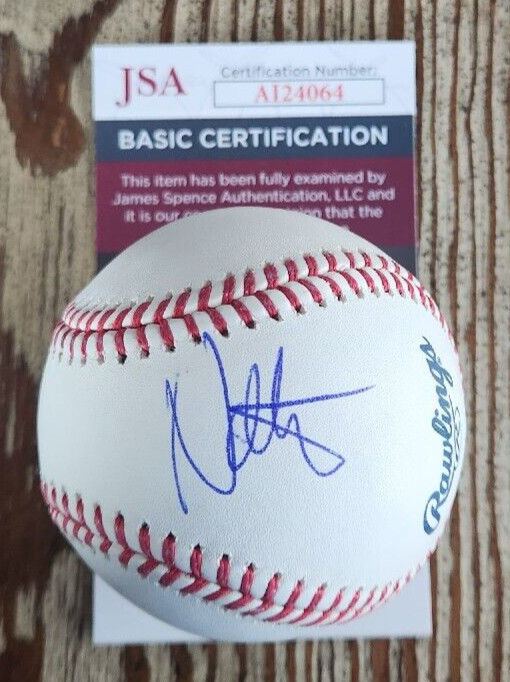 JSA
Certification Number:
AI24064
BASIC CERTIFICATION
This item has been fully examined by
James Spence Authentication, LLC and
it is our that the
Rawlings